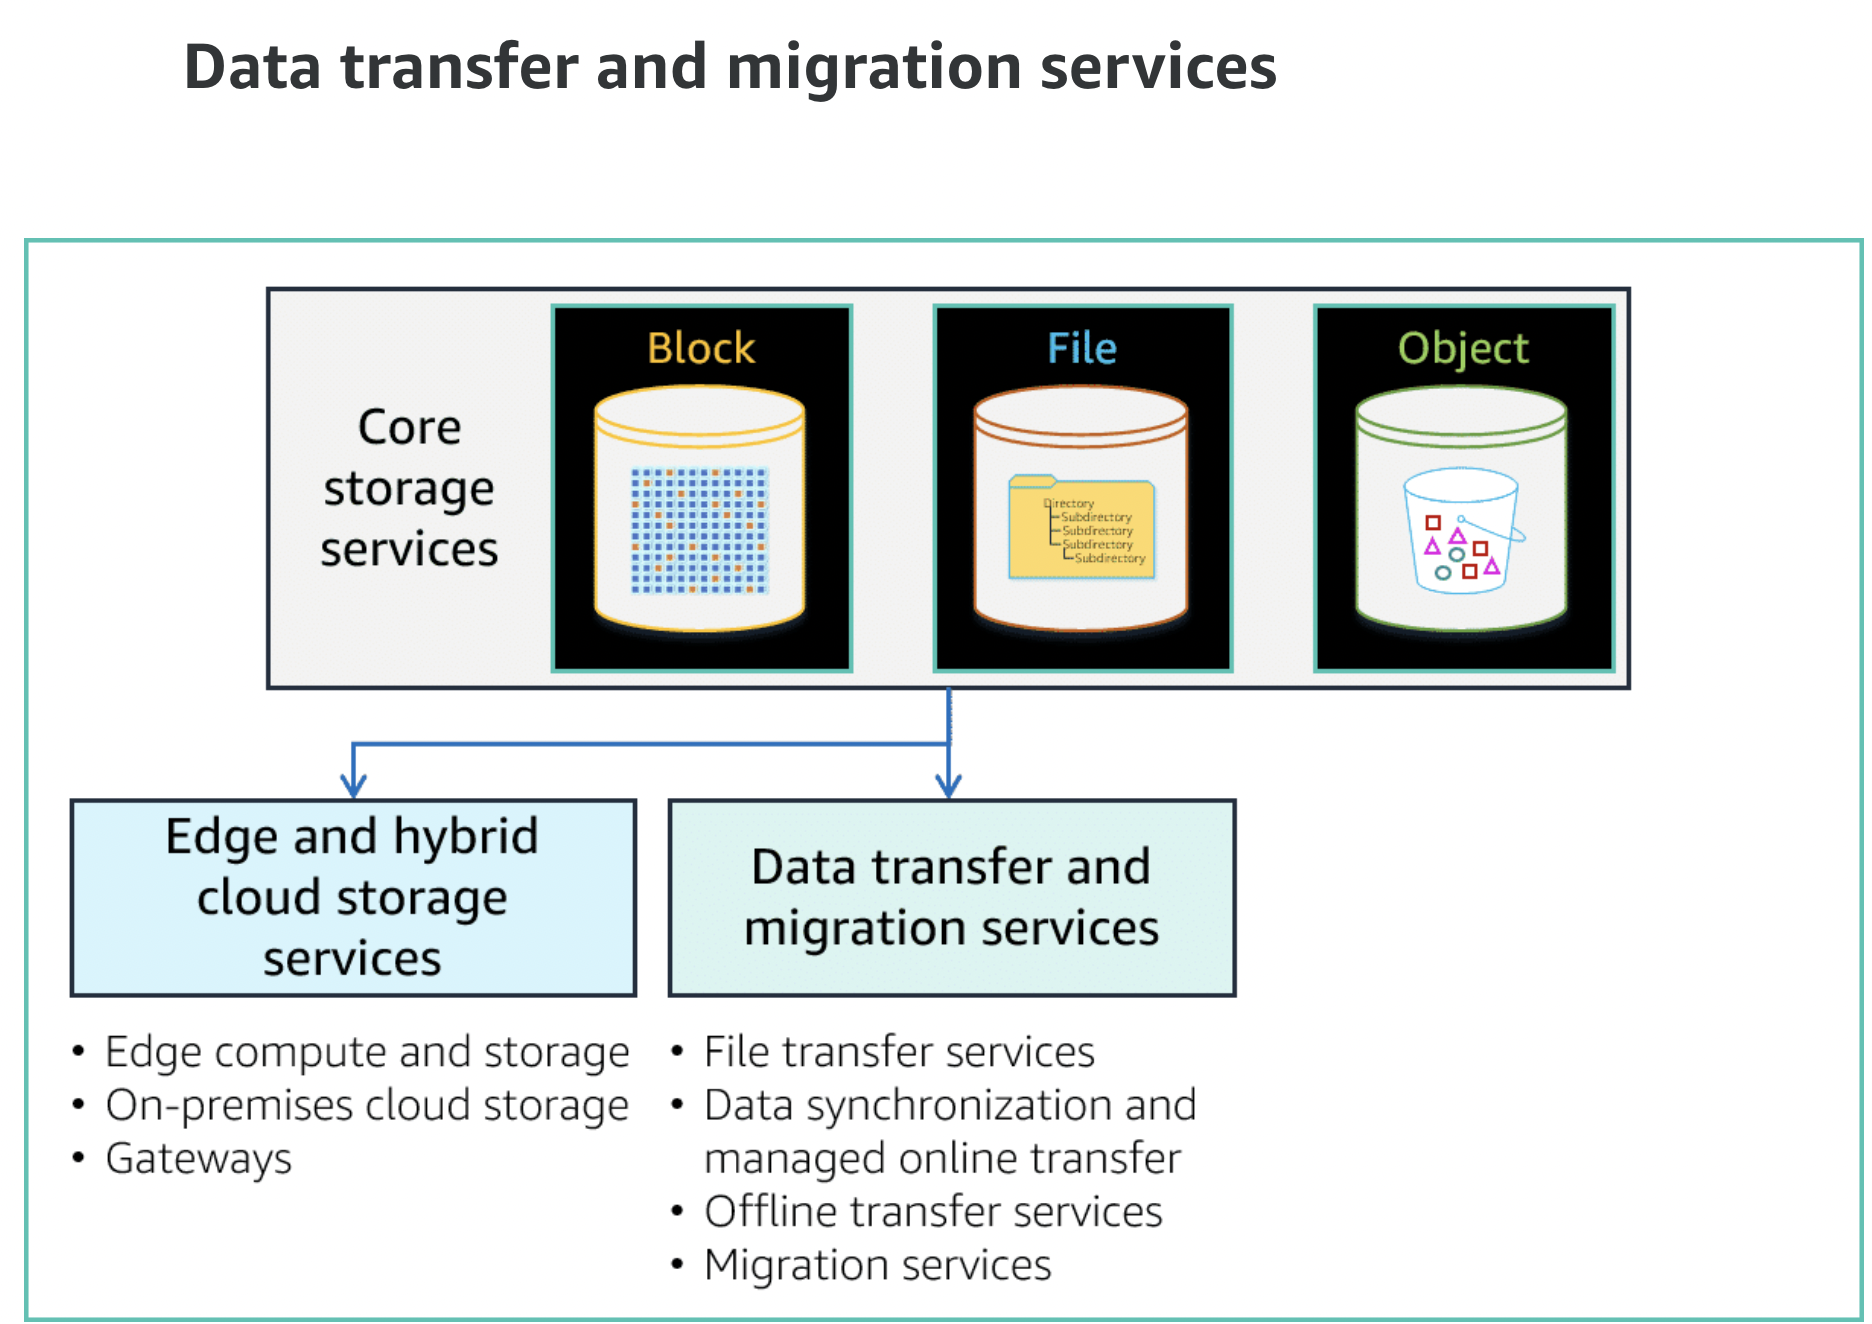 Data transfer and migration services
Core
storage
services
Block
File
Directory
Subdirectory
Subdirectory
Subdirectory
Subdirectory
Object
Edge and hybrid
cloud storage
services
• Edge compute and storage
• On-premises cloud storage
• Gateways
Data transfer and
migration services
• File transfer services
• Data synchronization and
managed online transfer
• Offline transfer services
• Migration services